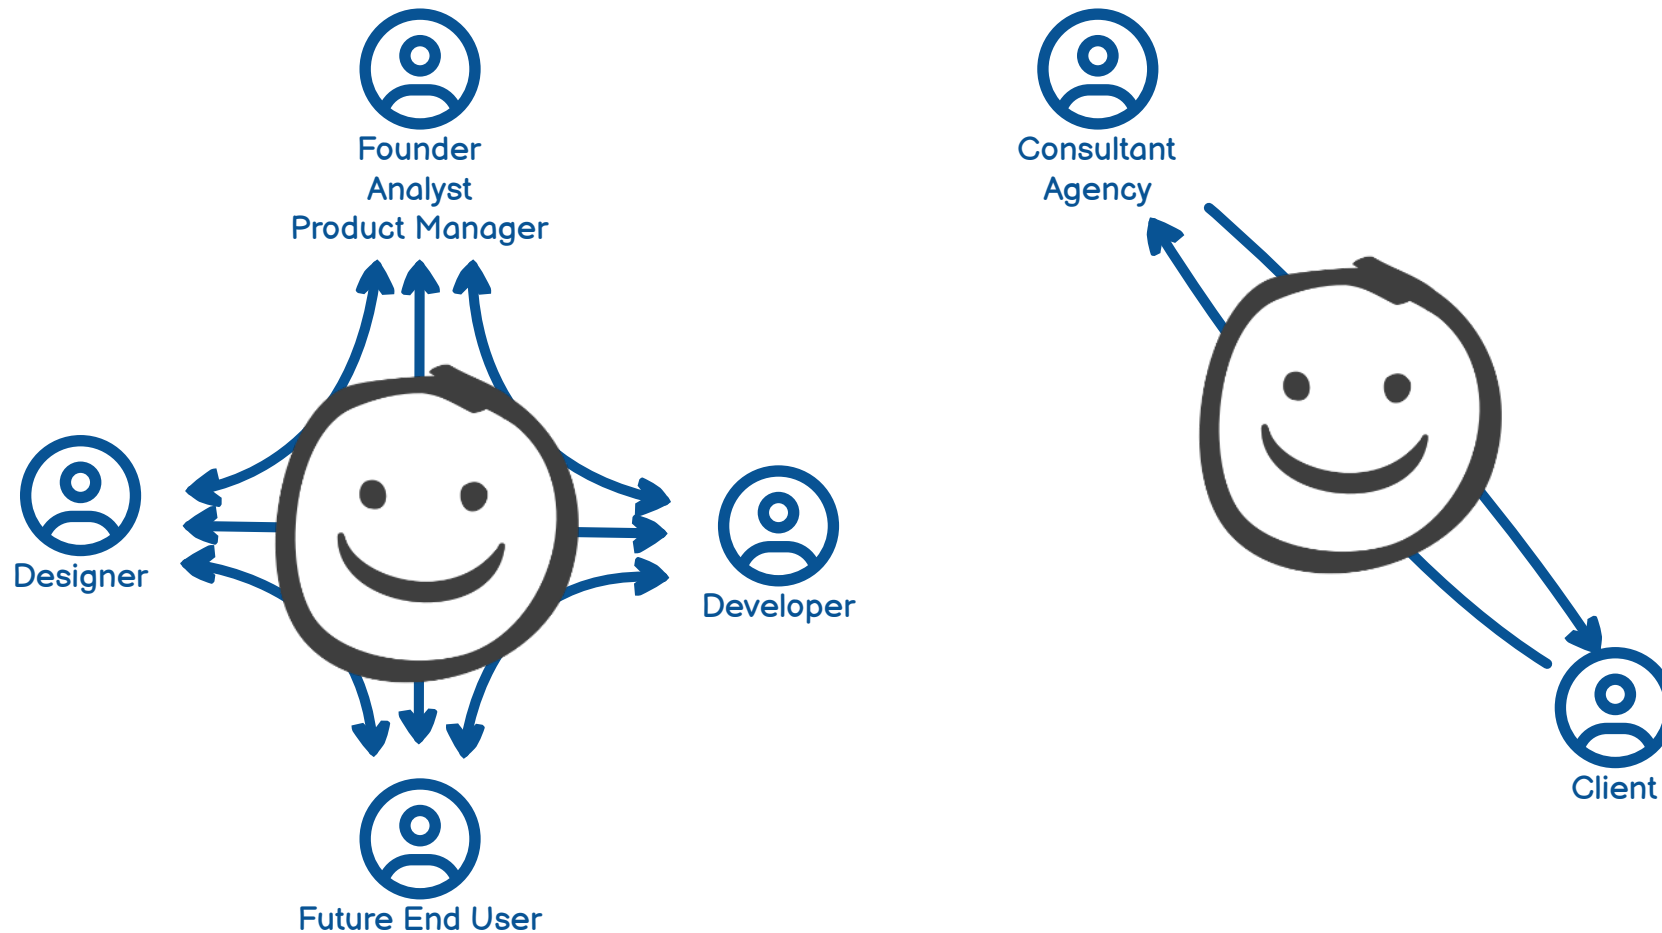 Founder
Analyst
Product Manager
Designer
Developer
Future End User
Consultant
Agency
Client